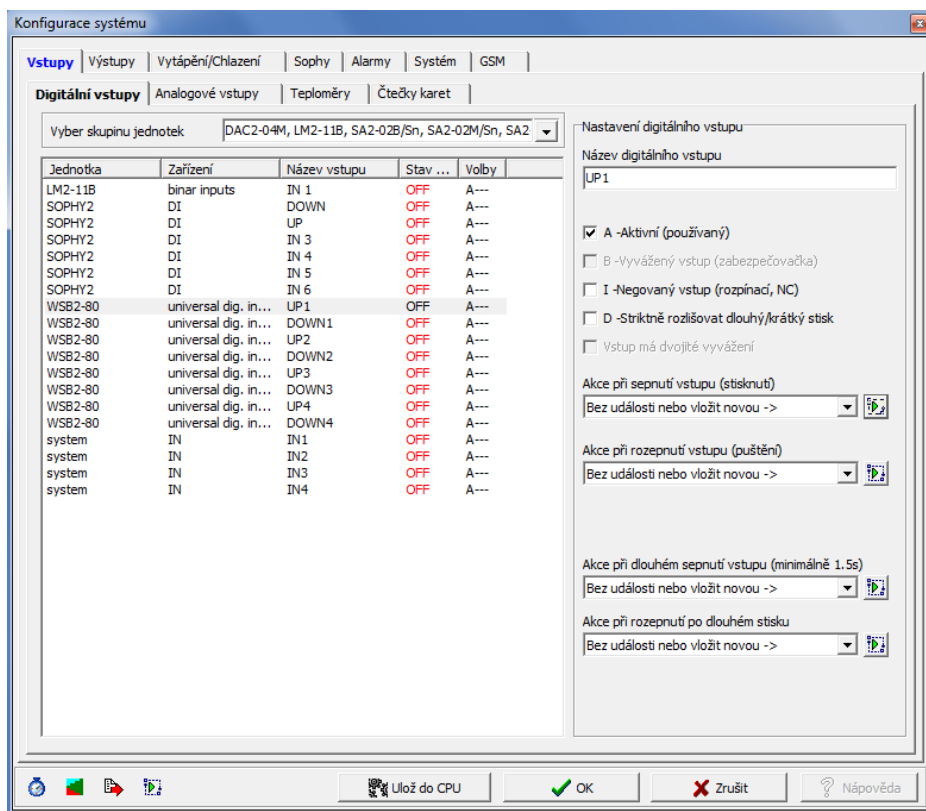 Konfigurace systému
Vstupy Výstupy Vytápění/Chlazení Sophy Alarmy Systém GSM
Digitální vstupy Analogové vstupy Teploměry Čtečky karet
Vyber skupinu jednotek DAC2-04M, LM2-11B, SA2-02B/Sn, SA2-02M/Sn, SA2
Jednotka Zařízení Název vstupu Stav ... Volby
LM2-11B binar inputs IN 1 OFF A---
SOPHY2 DI DOWN OFF A---
SOPHY2 DI UP OFF A---
SOPHY2 DI IN 3 OFF A---
SOPHY2 DI IN 4 OFF A---
SOPHY2 DI IN 5 OFF A---
SOPHY2 DI IN 6 OFF A---
WSB2-80 universal dig. in... UP1 OFF A---
WSB2-80 universal dig. in... DOWN1 OFF A---
WSB2-80 universal dig. in... UP2 OFF A---
WSB2-80 universal dig. in... DOWN2 OFF A---
WSB2-80 universal dig. in... UP3 OFF A---
WSB2-80 universal dig. in... DOWN3 OFF A---
WSB2-80 universal dig. in... UP4 OFF A---
WSB2-80 universal dig. in... DOWN4 OFF A---
system IN IN1 OFF A---
system IN IN2 OFF A---
system IN IN3 OFF A---
system IN IN4 OFF A---
Nastavení digitálního vstupu
Název digitálního vstupu
UP1
A -Aktivní (používaný)
B -Vyvážený vstup (zabezpečovačka)
I -Negovaný vstup (rozpínací, NC)
D -Striktně rozlišovat dlouhý/krátký stisk
Vstup má dvojité vyvážení
Akce při sepnutí vstupu (stisknutí)
Bez události nebo vložit novou ->
Akce při rozepnutí vstupu (puštění)
Bez události nebo vložit novou ->
Akce při dlouhém sepnutí vstupu (minimálně 1.5s)
Bez události nebo vložit novou ->
Akce při rozepnutí po dlouhém stisku
Bez události nebo vložit novou ->
Ulož do CPU OK Zrušit Nápověda